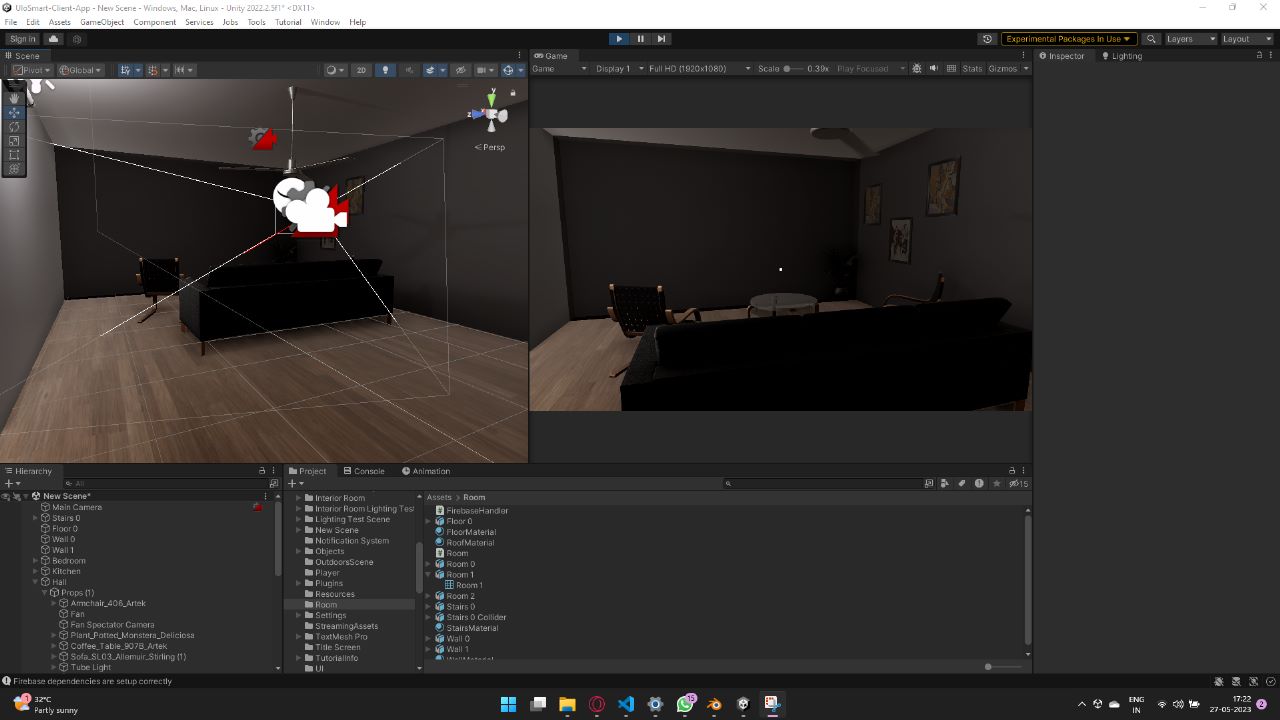 UloSmart-Client-App - New Scene - Windows, Mac, Linux - Unity 2022.2.5f1* <DX11>
File Edit Assets GameObject Component Services Jobs Tools Tutorial Window Help
Sign in
Experimental Packages In Use Layers Layout
Scene
Pivot Global 2D
y
z
Persp
Game
Game Display 1 Full HD (1920x1080) Scale 0.39x Play Focused Stats Gizmos
Inspector Lighting
Hierarchy
All
New Scene*
Main Camera
Stairs 0
Floor 0
Wall 0
Wall 1
Bedroom
Kitchen
Hall
Props (1)
Armchair_406_Artek
Fan
Fan Spectator Camera
Plant_Potted_Monstera_Deliciosa
Coffee_Table_907B_Artek
Sofa_SL03_Allemuir_Stirling (1)
Tube Light
Project Console Animation
15
Interior Room
Interior Room Lighting Test
Lighting Test Scene
New Scene
Notification System
Objects
OutdoorsScene
Player
Plugins
Resources
Room
Settings
StreamingAssets
TextMesh Pro
Title Screen
TutorialInfo
UI
Assets > Room
FirebaseHandler
Floor 0
FloorMaterial
RoofMaterial
Room
Room 0
Room 1
Room 1
Room 2
Stairs 0
Stairs 0 Collider
StairsMaterial
Wall 0
Wall 1
WallMaterial
Firebase dependencies are setup correctly
1
32°C
Partly sunny
15
ENG
IN
17:22
27-05-2023
2